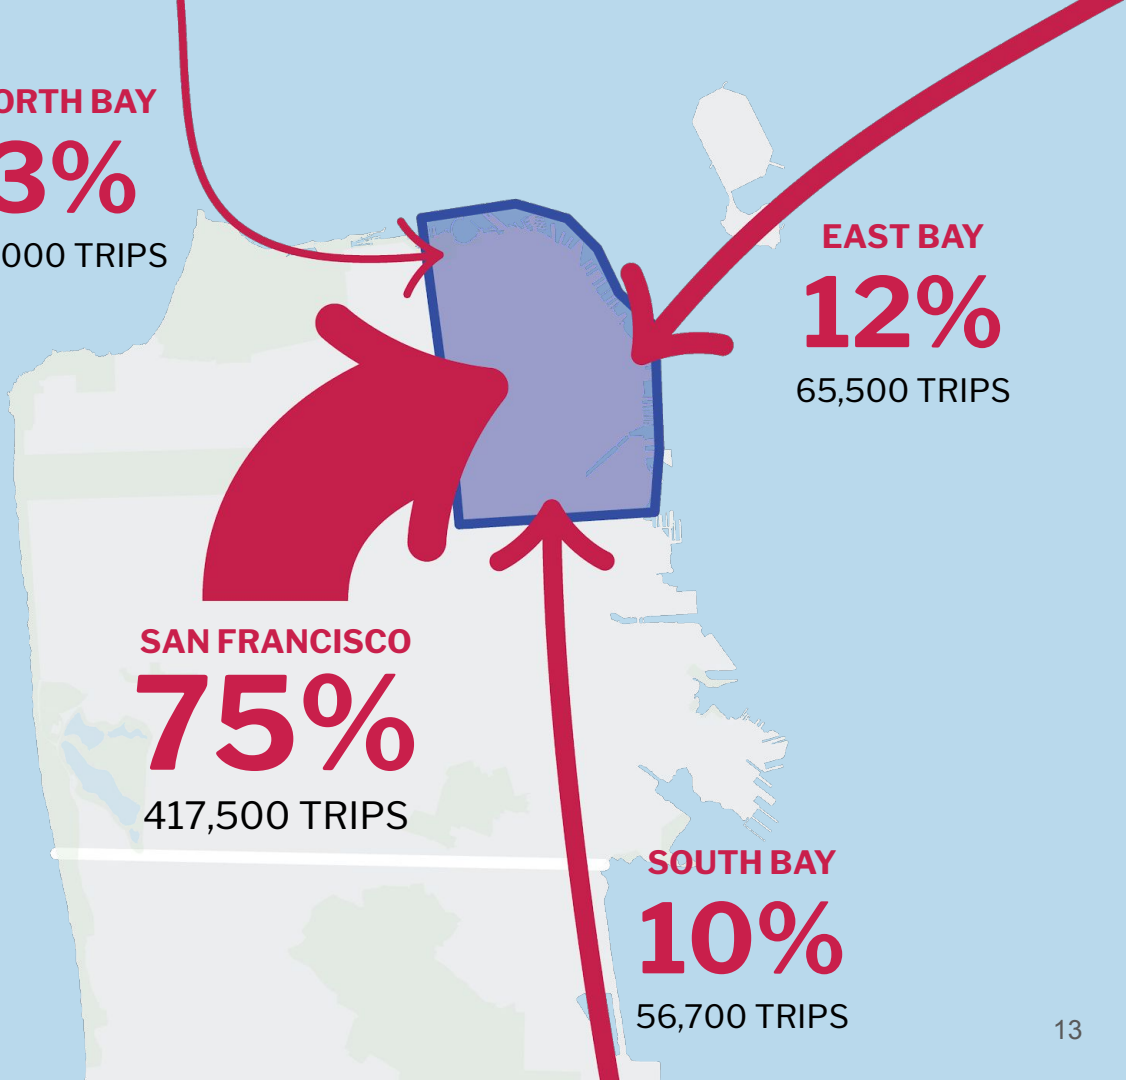 ORTH BAY
3%
000 TRIPS
EAST BAY
12%
65,500 TRIPS
SAN FRANCISCO
75%
417,500 TRIPS
SOUTH BAY
10%
56,700 TRIPS
13